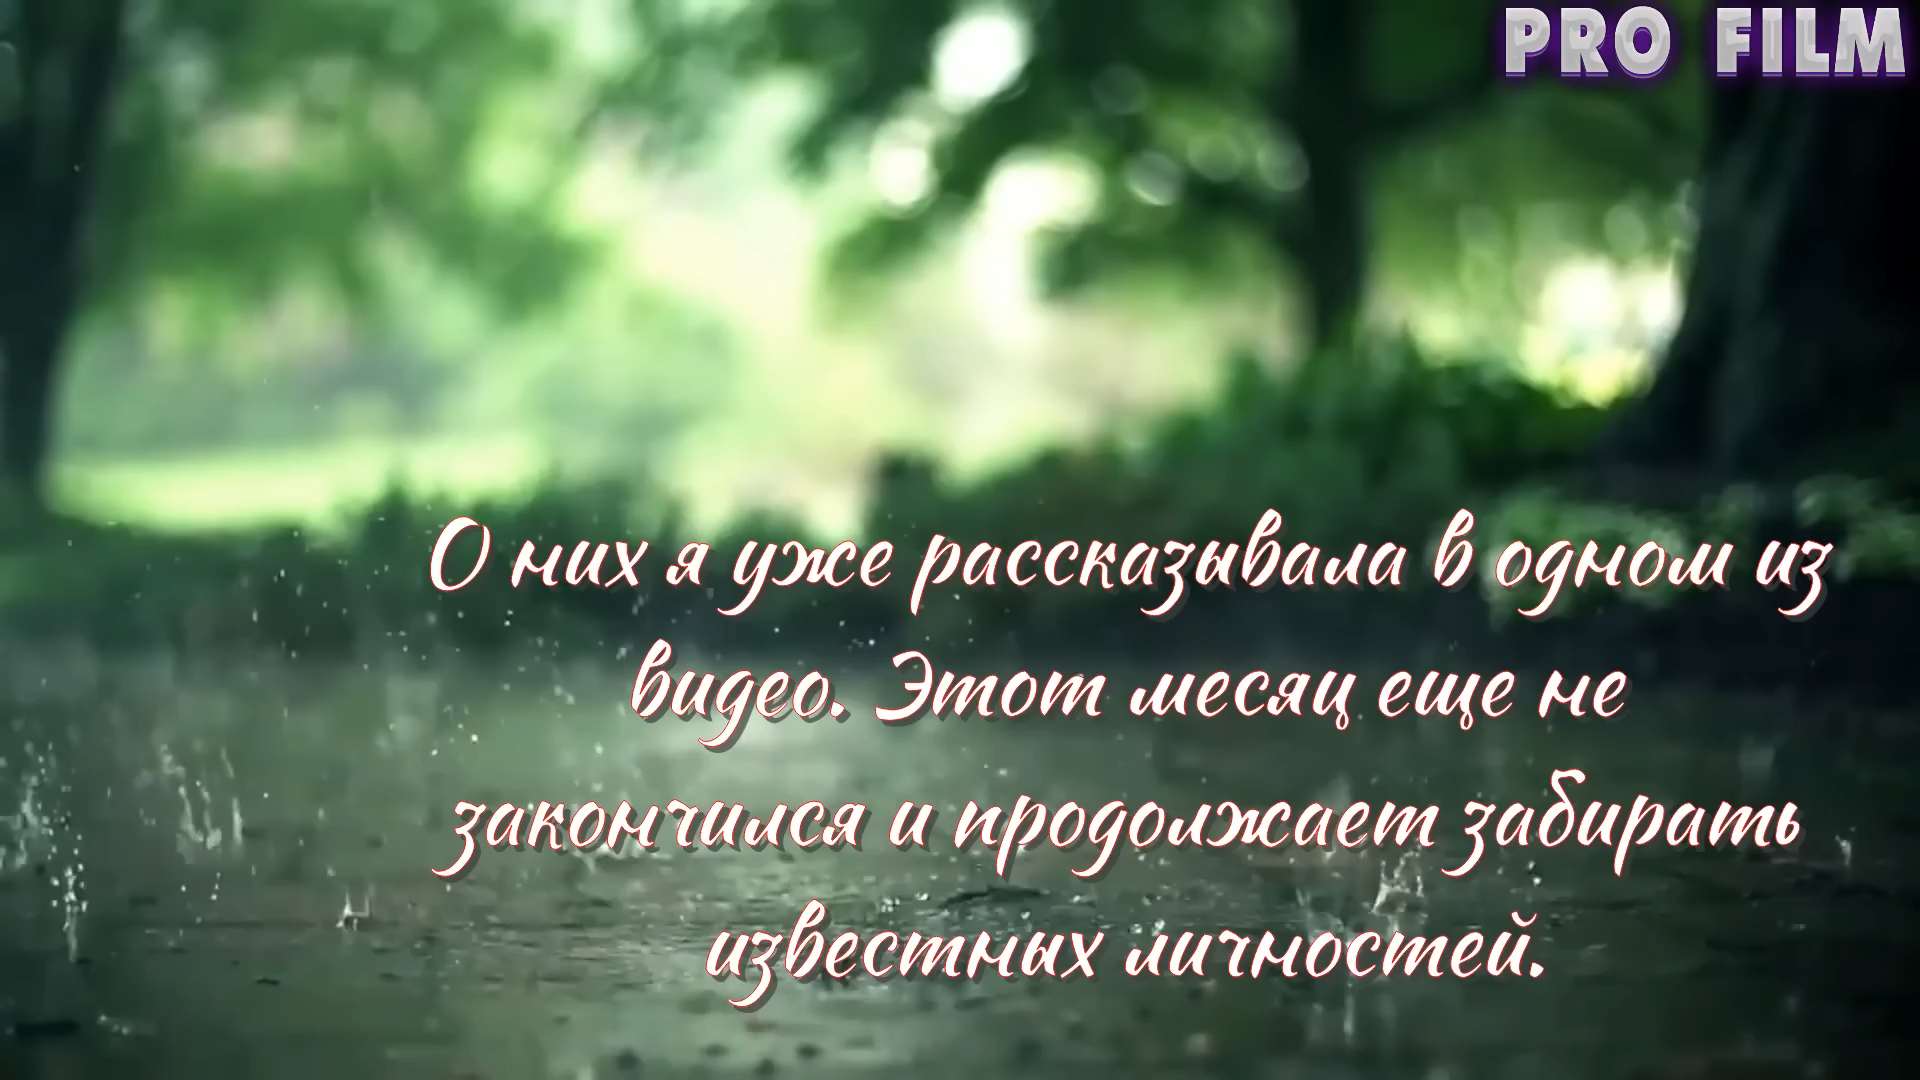 PRO FILM
О них я уже рассказывала в одном из
видео. Этот месяц еще не
закончился и продолжает забирать
известных личностей.